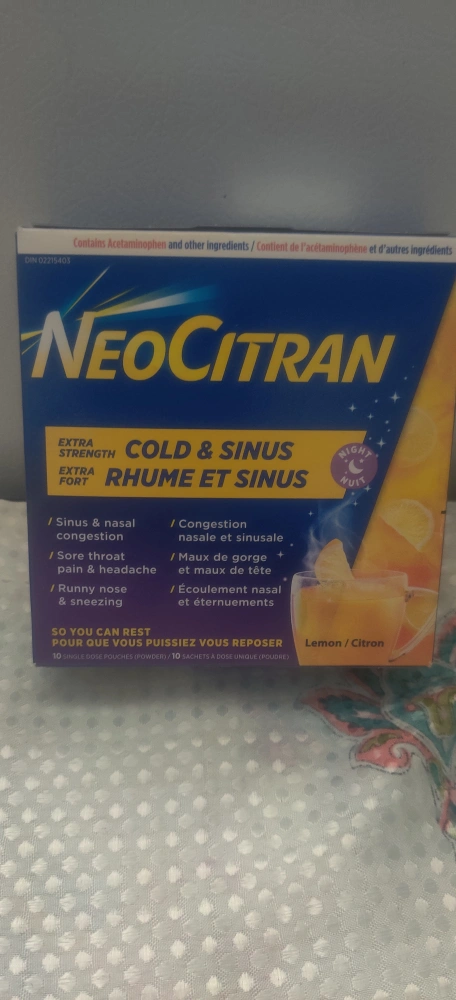 Contains Acetaminophen and other ingredients / Contient de l'acétaminophène et d'autres ingrédients
DIN 02215403
NEOCITRAN
EXTRA STRENGTH COLD & SINUS
EXTRA FORT RHUME ET SINUS
NIGHT
NUIT
/ Sinus & nasal
congestion
/ Sore throat
pain & headache
/ Runny nose
& sneezing
/ Congestion
nasale et sinusale
/ Maux de gorge
et maux de tête
/ Écoulement nasal
et éternuements
SO YOU CAN REST
POUR QUE VOUS PUISSIEZ VOUS REPOSER
10 SINGLE DOSE POUCHES (POWDER) / 10 SACHETS À DOSE UNIQUE (POUDRE)
Lemon / Citron